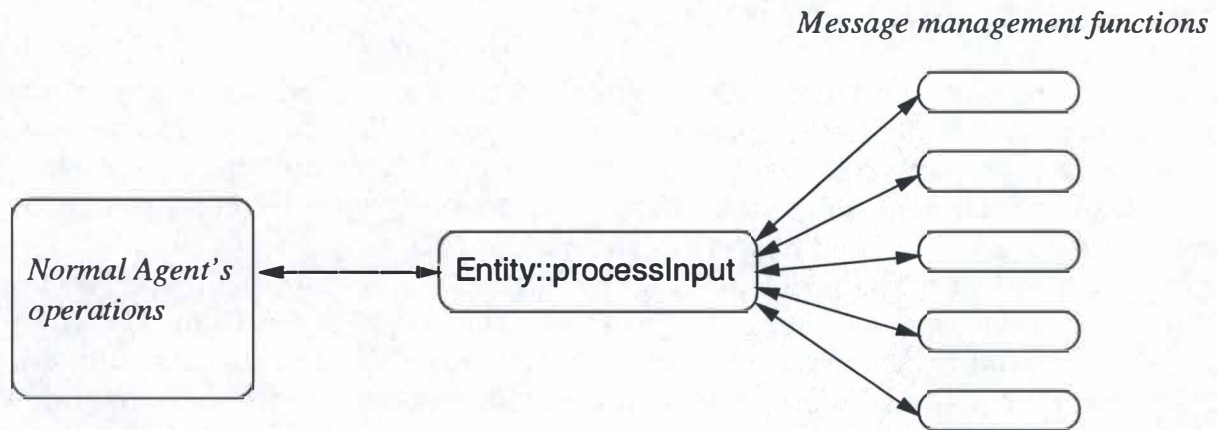 Message management functions
Normal Agent's
operations
Entity::processInput